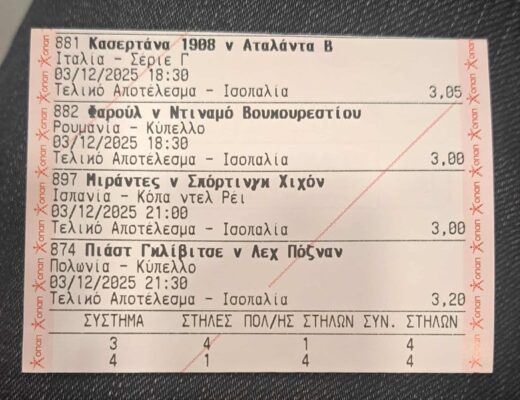 881 Κασερτάνα 1908 v Αταλάντα Β
Ιταλία - Σέριε Γ
03/12/2025 18:30
Τελικό Αποτέλεσμα - Ισοπαλία 3,05
882 Φαρούλ v Ντιναμό Βουκουρεστίου
Ρουμανία - Κύπελλο
03/12/2025 18:30
Τελικό Αποτέλεσμα - Ισοπαλία 3,00
897 Μιράντες v Σπόρτινγκ Χιχόν
Ισπανία - Κόπα ντελ Ρέι
03/12/2025 21:00
Τελικό Αποτέλεσμα - Ισοπαλία 3,00
874 Πιάστ Γκλίβιτσε v Λεχ Πόζναν
Πολωνία - Κύπελλο
03/12/2025 21:30
Τελικό Αποτέλεσμα - Ισοπαλία 3,20
ΣΥΣΤΗΜΑ ΣΤΗΛΕΣ ΠΟΛ/ΗΣ ΣΤΗΛΩΝ ΣΥΝ. ΣΤΗΛΩΝ
3 4 1 4
4 1 4 4
οπαπ